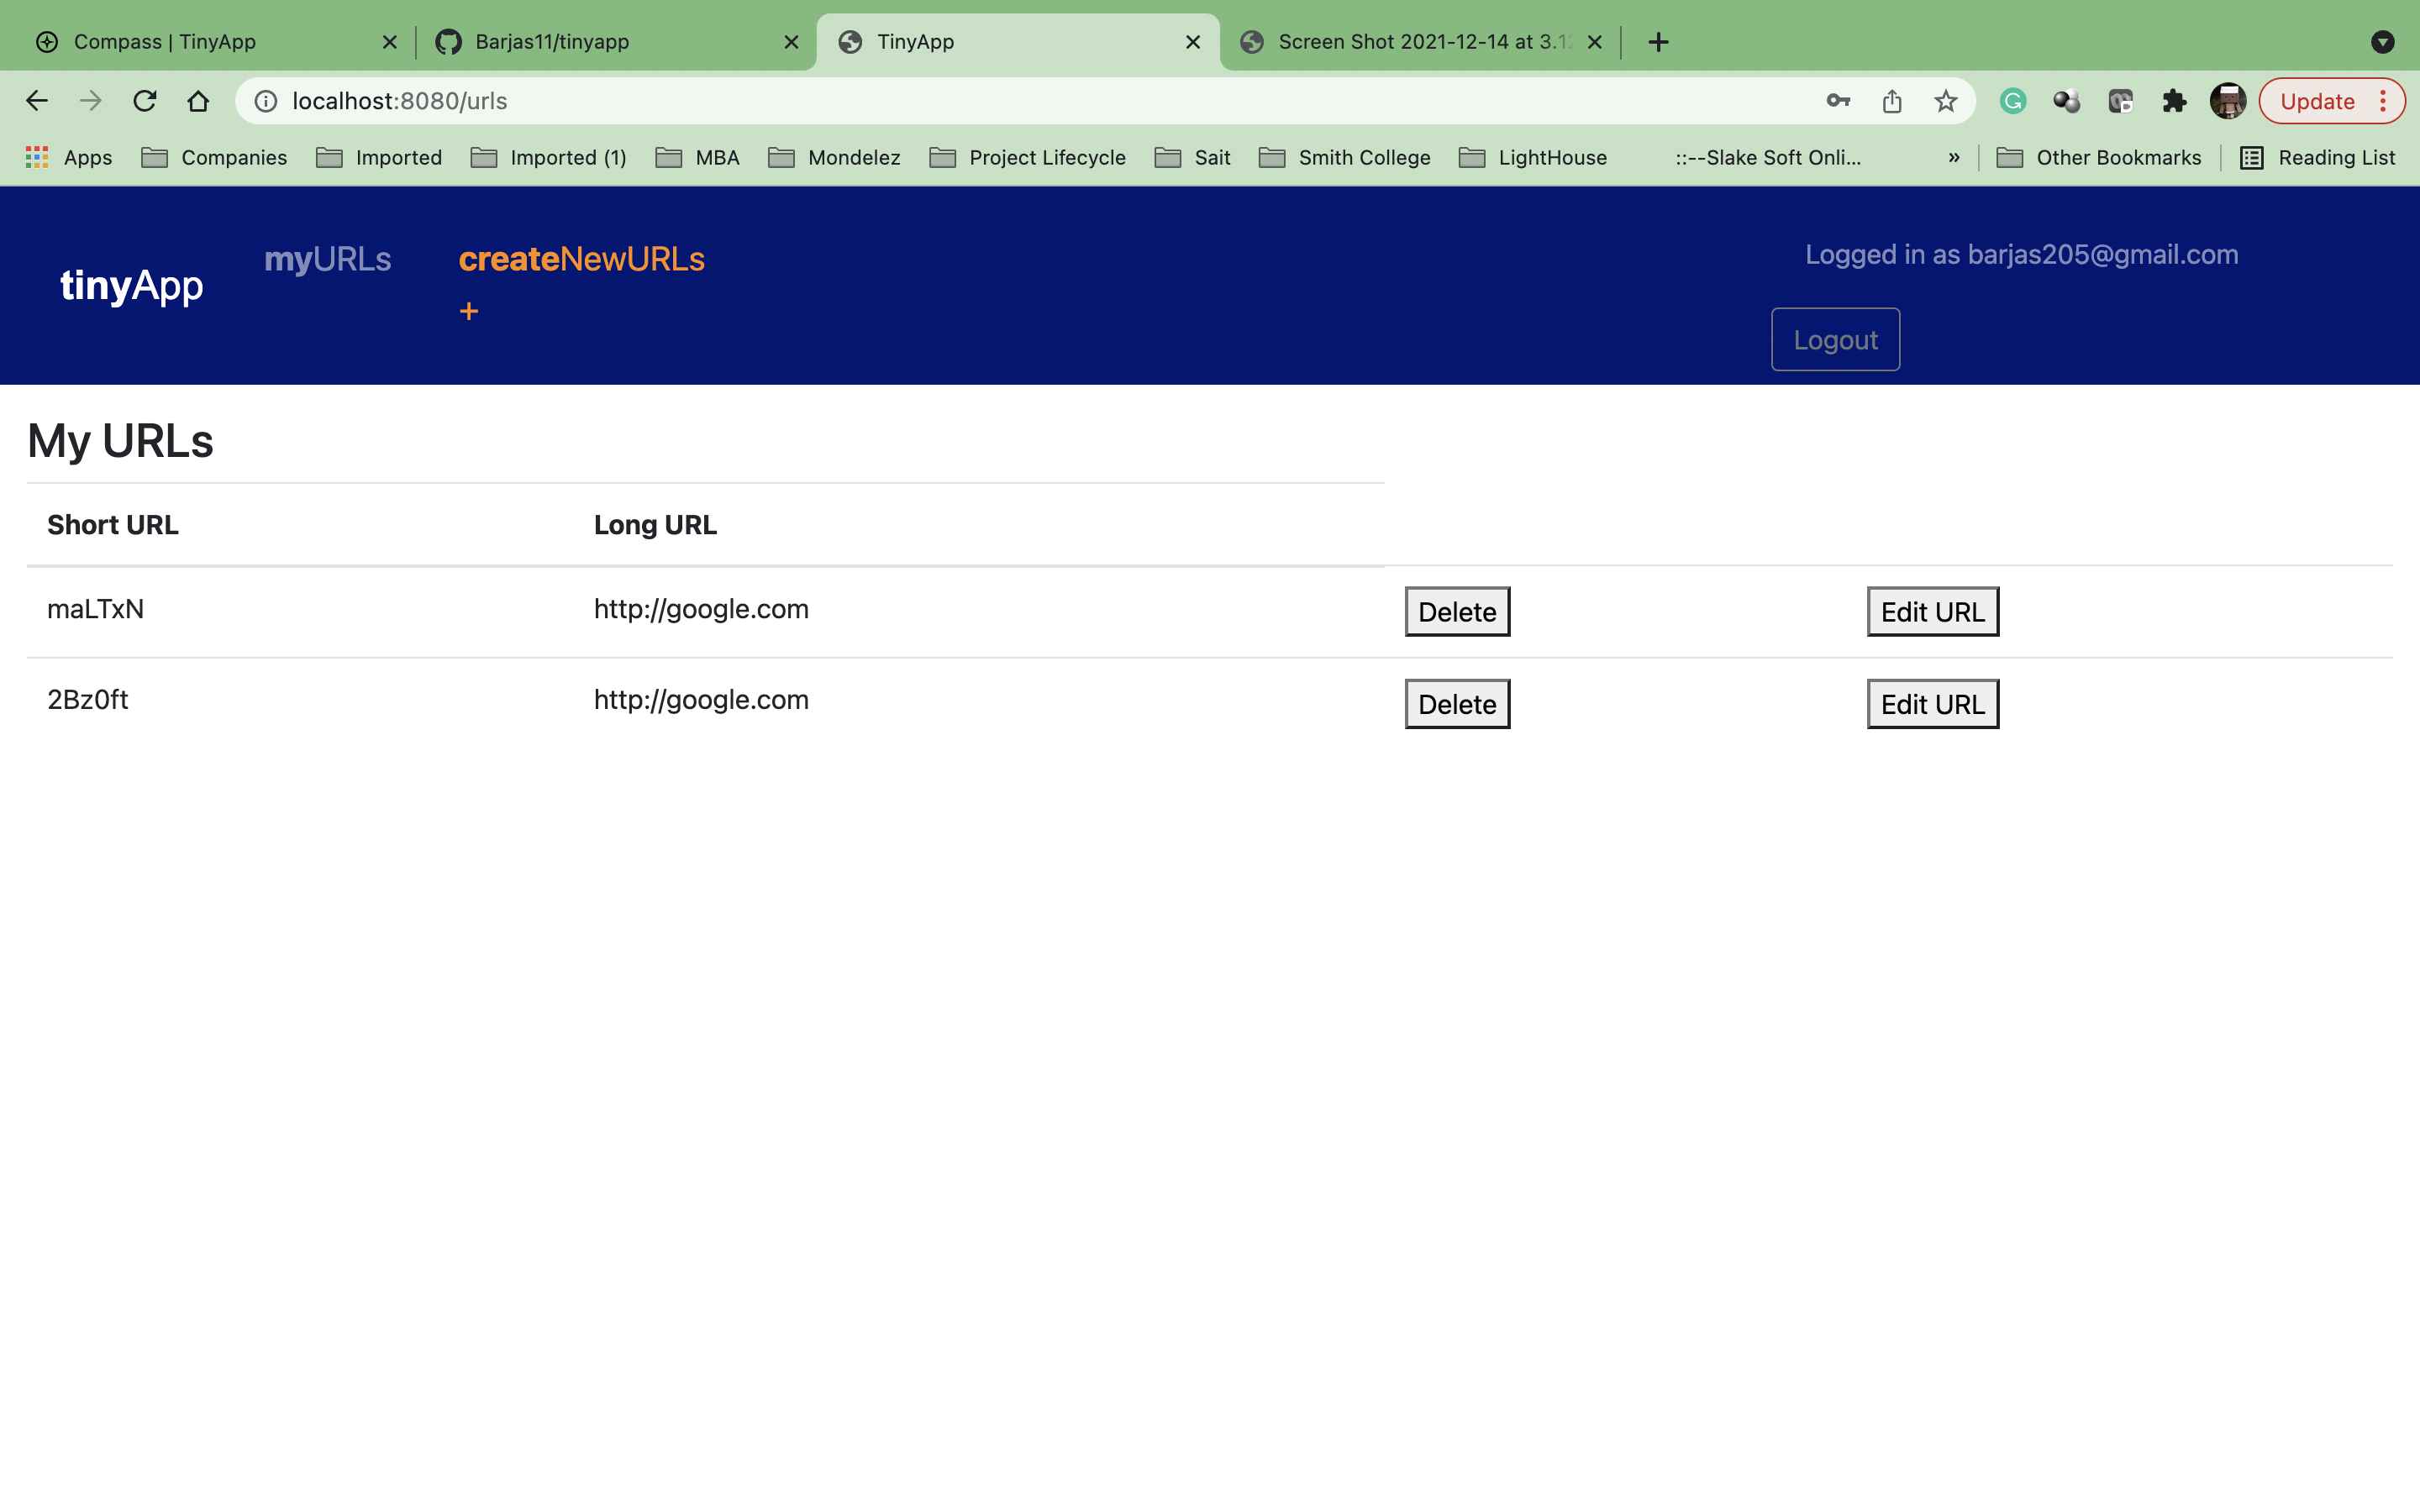 Compass | TinyApp
Barjas11/tinyapp
TinyApp
Screen Shot 2021-12-14 at 3.12
localhost:8080/urls
Update
Apps
Companies
Imported
Imported (1)
MBA
Mondelez
Project Lifecycle
Sait
Smith College
LightHouse
::--Slake Soft Onli...
»
Other Bookmarks
Reading List
tinyApp
myURLs
createNewURLs
+
Logged in as barjas205@gmail.com
Logout
My URLs
Short URL Long URL
maLTxN http://google.com Delete Edit URL
2Bz0ft http://google.com Delete Edit URL